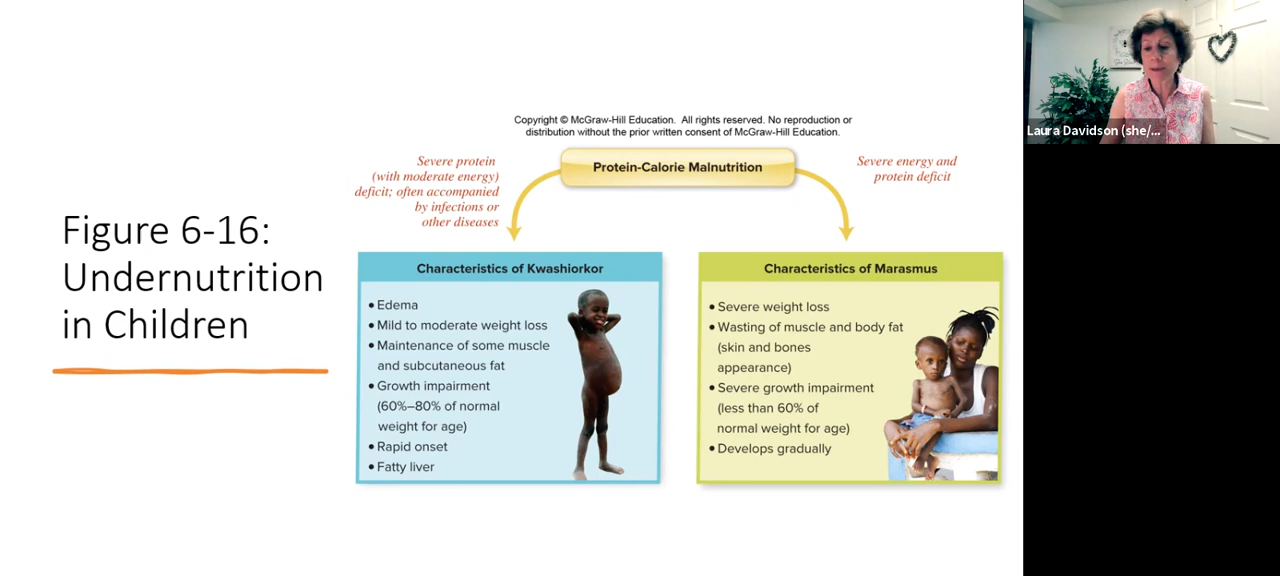 Copyright © McGraw-Hill Education. All rights reserved. No reproduction or
distribution without the prior written consent of McGraw-Hill Education.
Figure 6-16:
Undernutrition
in Children
Protein-Calorie Malnutrition
Severe protein
(with moderate energy)
deficit; often accompanied
by infections or
other diseases
Severe energy and
protein deficit
Characteristics of Kwashiorkor
• Edema
• Mild to moderate weight loss
• Maintenance of some muscle
and subcutaneous fat
• Growth impairment
(60%–80% of normal
weight for age)
• Rapid onset
• Fatty liver
Characteristics of Marasmus
• Severe weight loss
• Wasting of muscle and body fat
(skin and bones
appearance)
• Severe growth impairment
(less than 60% of
normal weight for age)
• Develops gradually
Laura Davidson (she/...